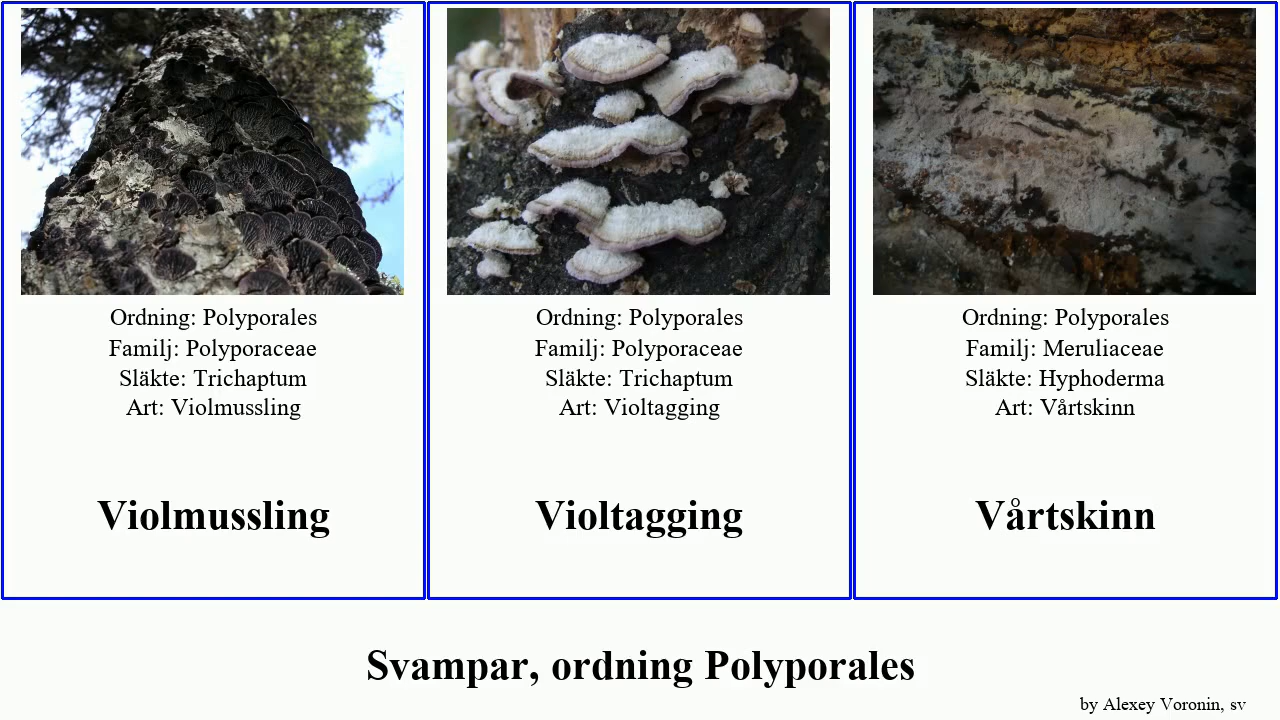 Ordning: Polyporales
Familj: Polyporaceae
Släkte: Trichaptum
Art: Violmussling
Violmussling
Ordning: Polyporales
Familj: Polyporaceae
Släkte: Trichaptum
Art: Violtagging
Violtagging
Ordning: Polyporales
Familj: Meruliaceae
Släkte: Hyphoderma
Art: Vårtskinn
Vårtskinn
Svampar, ordning Polyporales
by Alexey Voronin, sv